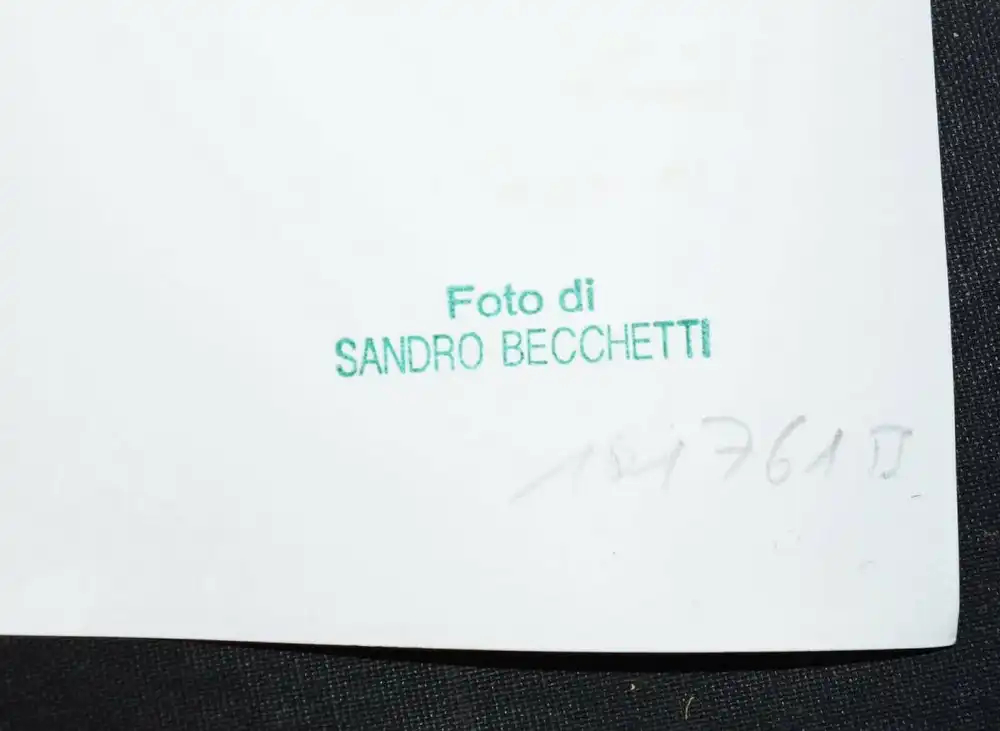 Foto di
SANDRO BECCHETTI